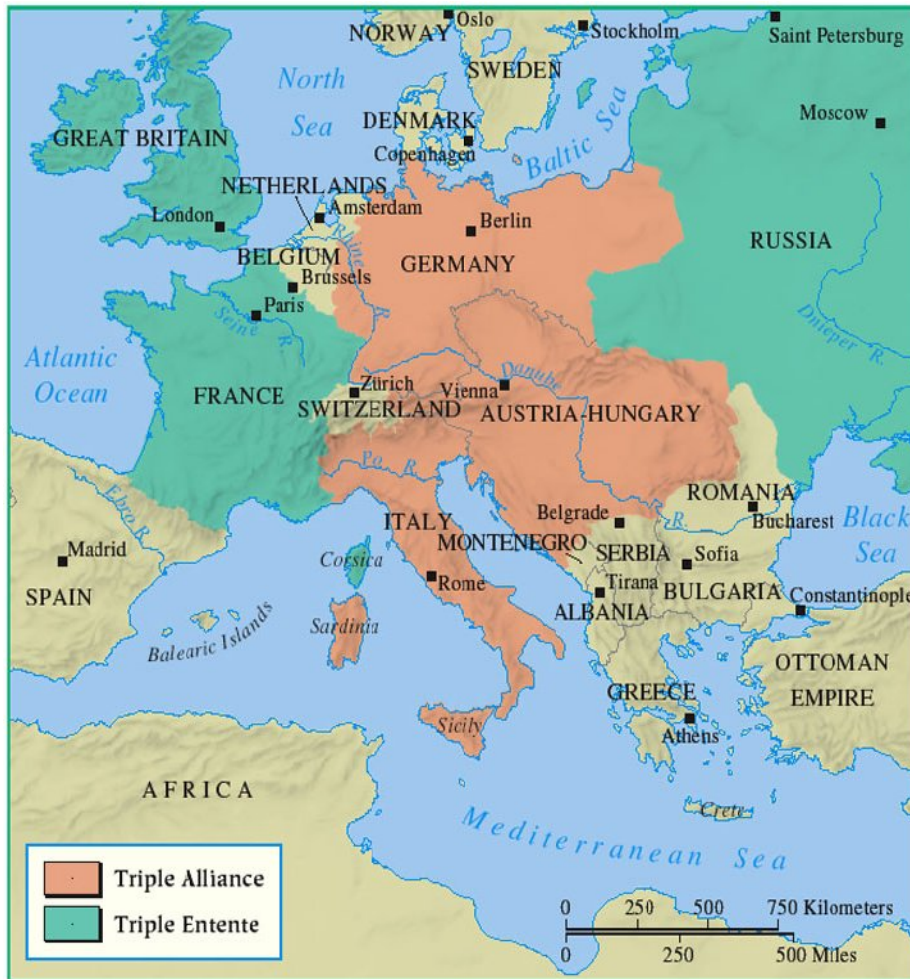 Oslo
NORWAY
Stockholm
Saint Petersburg
SWEDEN
North
Sea
Moscow
DENMARK
Copenhagen
Baltic Sea
GREAT BRITAIN
NETHERLANDS
Amsterdam
London
Berlin
RUSSIA
Rhine
R.
BELGIUM
Brussels
GERMANY
Paris
Seine R.
Dnieper R.
Atlantic
Ocean
FRANCE
Zürich
SWITZERLAND
Vienna
Danube
R.
AUSTRIA-HUNGARY
Po R.
Ebro R.
ITALY
Belgrade
ROMANIA
Bucharest
Black
Sea
MONTENEGRO
SERBIA
Sofia
Madrid
Corsica
Rome
Tirana
BULGARIA
Constantinople
SPAIN
ALBANIA
Balearic Islands
Sardinia
OTTOMAN
EMPIRE
GREECE
Sicily
Athens
AFRICA
Crete
Mediterranean Sea
Triple Alliance
Triple Entente
0 250 500 750 Kilometers
0 250 500 Miles